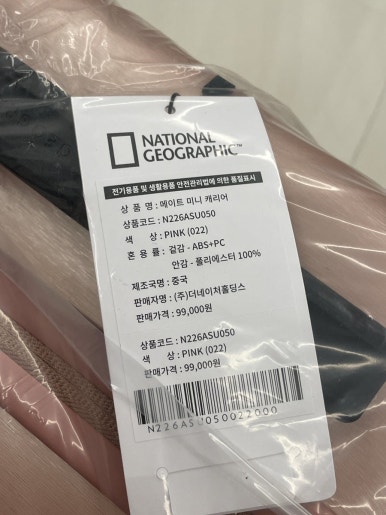 NATIONAL
GEOGRAPHIC™
전기용품 및 생활용품 안전관리법에 의한 품질표시
상 품 명 : 메이트 미니 캐리어
상품코드 : N226ASU050
색 상 : PINK (022)
혼 용 률 : 겉감 - ABS+PC
안감 - 폴리에스터 100%
제조국명 : 중국
판매자명 : (주)더네이쳐홀딩스
판매가격 : 99,000원
상품코드 : N226ASU050
색 상 : PINK (022)
판매가격 : 99,000원
N226ASU050022000